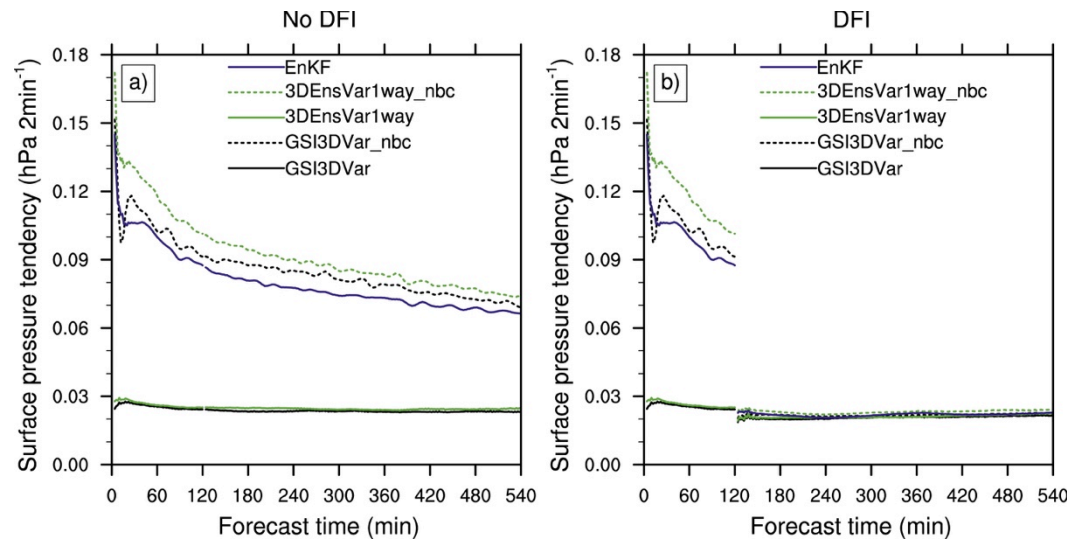 No DFI
a)
EnKF
3DEnsVar1way_nbc
3DEnsVar1way
GSI3DVar_nbc
GSI3DVar
Surface pressure tendency (hPa 2min⁻¹)
0.18
0.15
0.12
0.09
0.06
0.03
0.00
0 60 120 180 240 300 360 420 480 540
Forecast time (min)
DFI
b)
EnKF
3DEnsVar1way_nbc
3DEnsVar1way
GSI3DVar_nbc
GSI3DVar
Surface pressure tendency (hPa 2min⁻¹)
0.18
0.15
0.12
0.09
0.06
0.03
0.00
0 60 120 180 240 300 360 420 480 540
Forecast time (min)